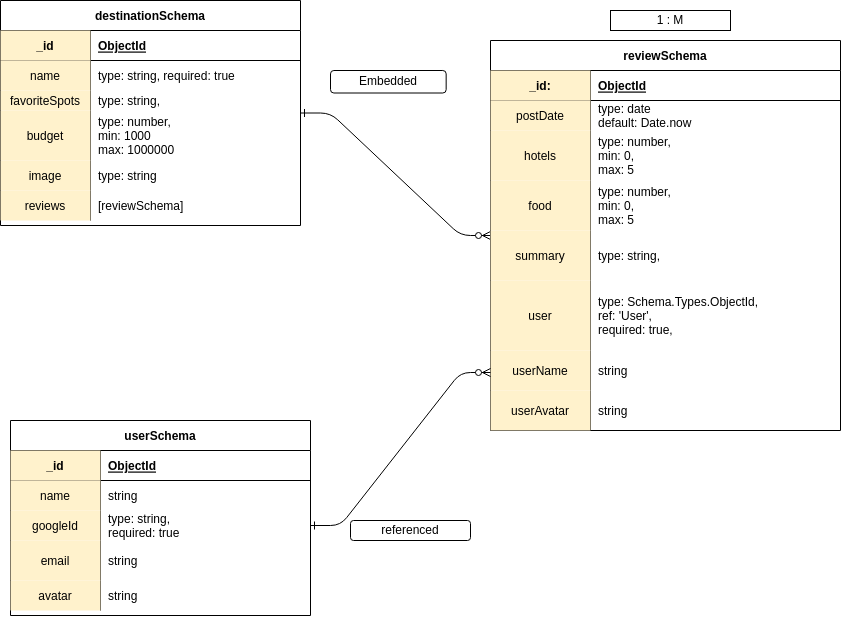 destinationSchema
_id ObjectId
name type: string, required: true
favoriteSpots type: string,
budget type: number,
min: 1000
max: 1000000
image type: string
reviews [reviewSchema]
Embedded
1 : M
reviewSchema
_id: ObjectId
postDate type: date
default: Date.now
hotels type: number,
min: 0,
max: 5
food type: number,
min: 0,
max: 5
summary type: string,
user type: Schema.Types.ObjectId,
ref: 'User',
required: true,
userName string
userAvatar string
userSchema
_id ObjectId
name string
googleId type: string,
required: true
email string
avatar string
referenced